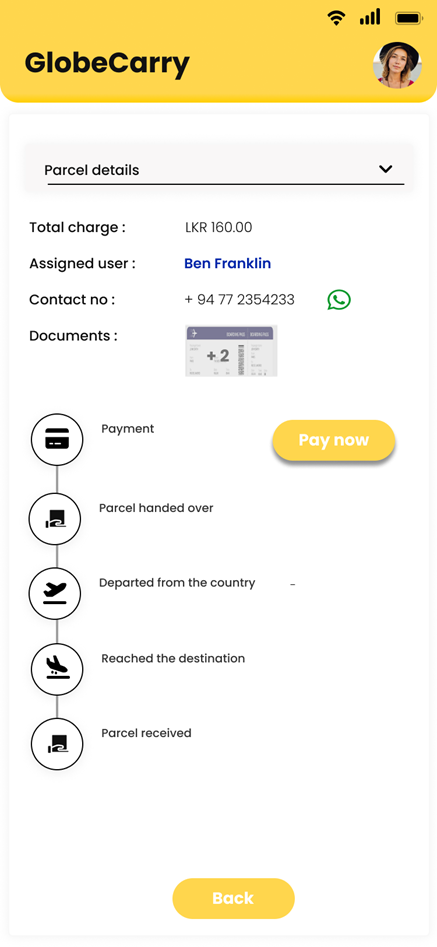 GlobeCarry
Parcel details
Total charge : LKR 160.00
Assigned user : Ben Franklin
Contact no : + 94 77 2354233
Documents :
+ 2
Payment
Pay now
Parcel handed over
Departed from the country -
Reached the destination
Parcel received
Back